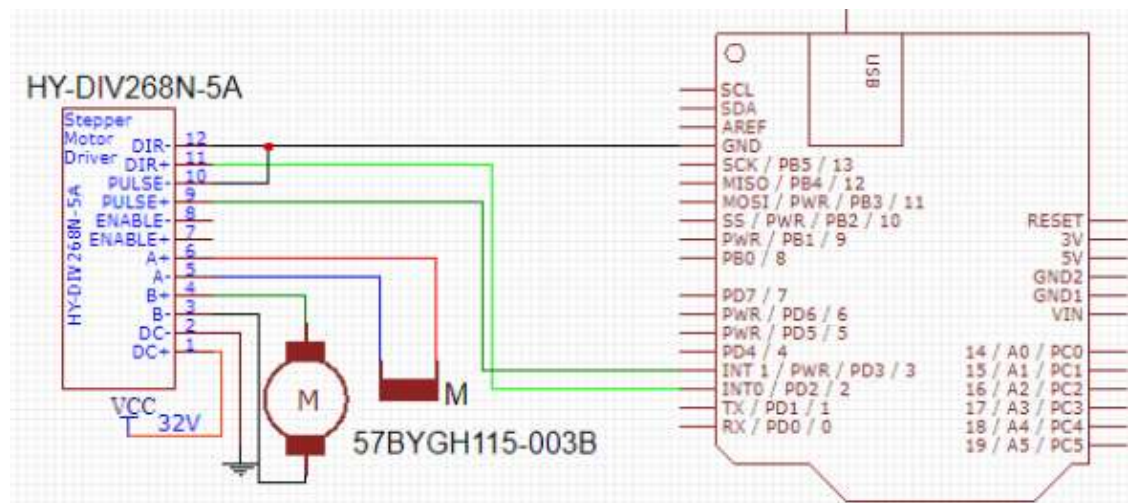 HY-DIV268N-5A
Stepper
Motor
Driver
HY-DIV268N-5A
DIR- 12
DIR+ 11
PULSE- 10
PULSE+ 9
ENABLE- 8
ENABLE+ 7
A+ 6
A- 5
B+ 4
B- 3
DC- 2
DC+ 1
VCC
32V
M
M
57BYGH115-003B
USB
SCL
SDA
AREF
GND
SCK / PB5 / 13
MISO / PB4 / 12
MOSI / PWR / PB3 / 11
SS / PWR / PB2 / 10
PWR / PB1 / 9
PB0 / 8
PD7 / 7
PWR / PD6 / 6
PWR / PD5 / 5
PD4 / 4
INT 1 / PWR / PD3 / 3
INT0 / PD2 / 2
TX / PD1 / 1
RX / PD0 / 0
RESET
3V
5V
GND2
GND1
VIN
14 / A0 / PC0
15 / A1 / PC1
16 / A2 / PC2
17 / A3 / PC3
18 / A4 / PC4
19 / A5 / PC5